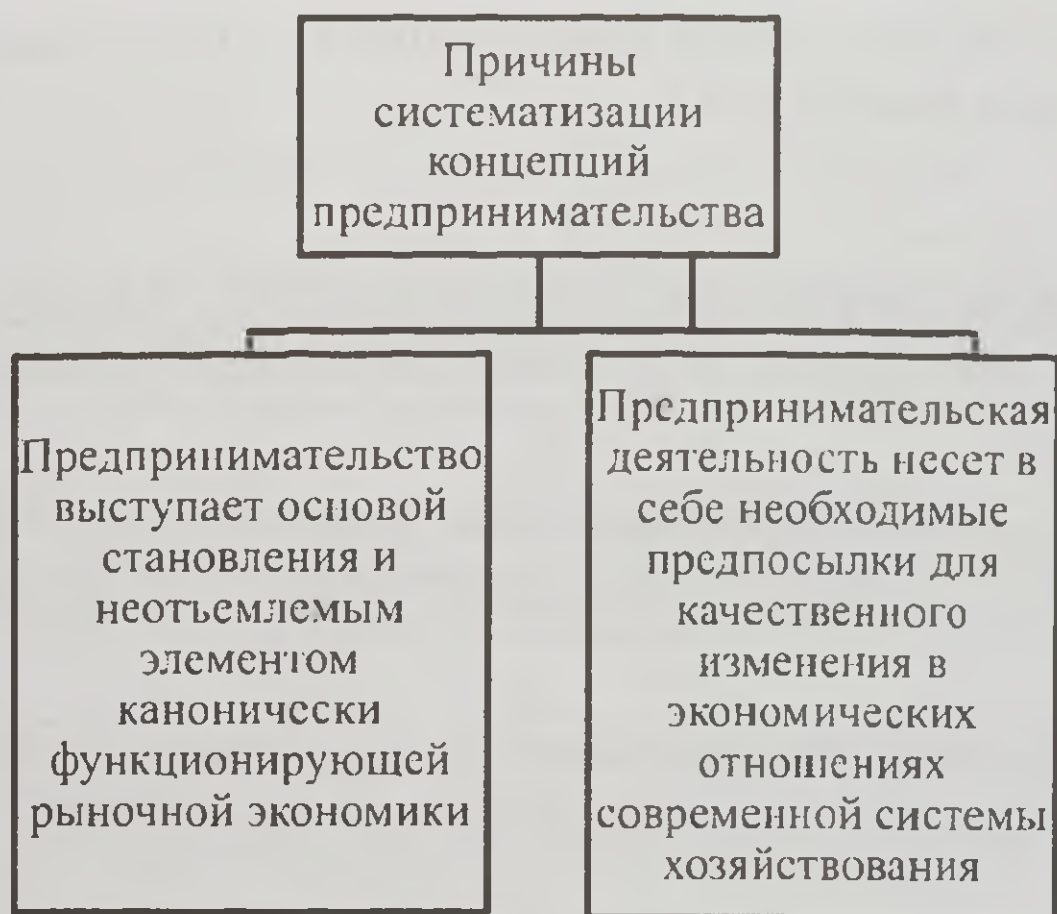 Причины
систематизации
концепций
предпринимательства
Предпринимательство
выступает основой
становления и
неотъемлемым
элементом
канонически
функционирующей
рыночной экономики
Предпринимательская
деятельность несет в
себе необходимые
предпосылки для
качественного
изменения в
экономических
отношениях
современной системы
хозяйствования